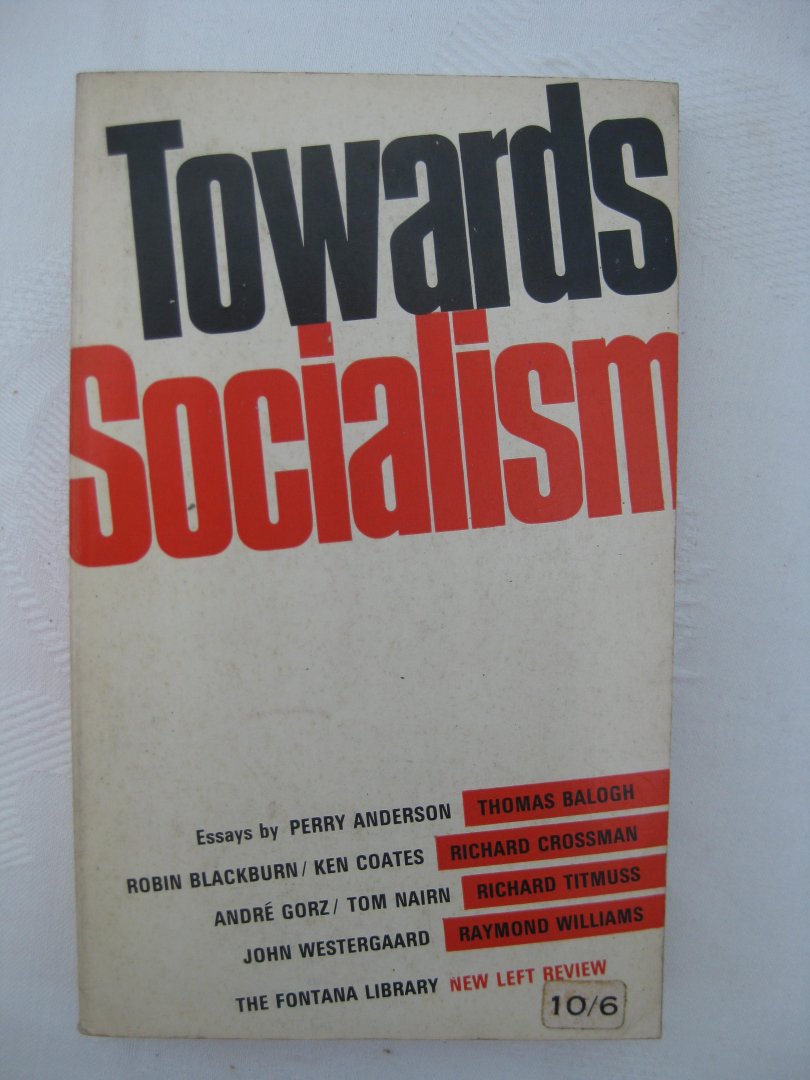 Towards
Socialism
Essays by PERRY ANDERSON THOMAS BALOGH
ROBIN BLACKBURN / KEN COATES RICHARD CROSSMAN
ANDRÉ GORZ / TOM NAIRN RICHARD TITMUSS
JOHN WESTERGAARD RAYMOND WILLIAMS
THE FONTANA LIBRARY NEW LEFT REVIEW
10/6